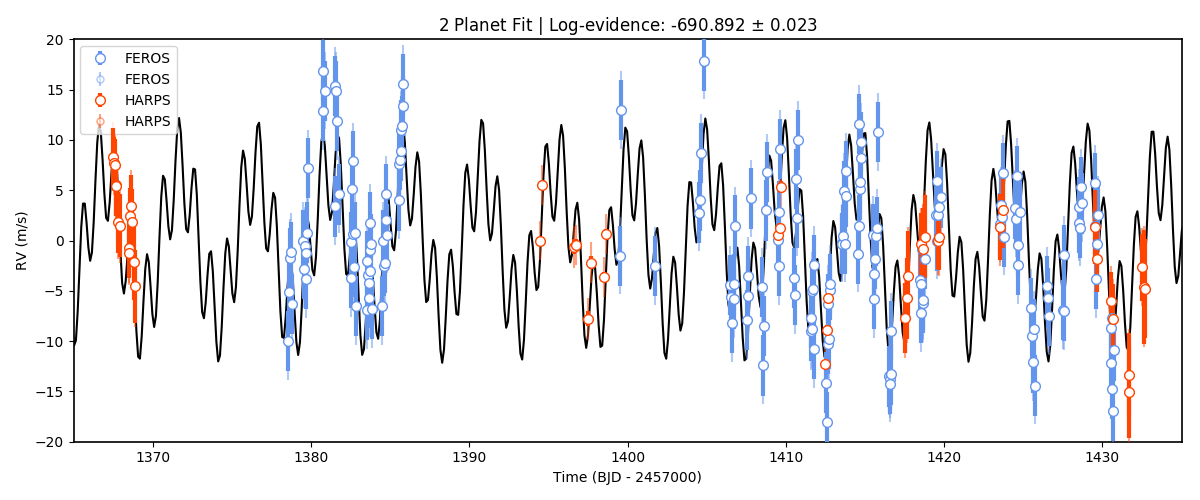 2 Planet Fit | Log-evidence: -690.892 ± 0.023
FEROS
FEROS
HARPS
HARPS
RV (m/s)
20
15
10
5
0
−5
−10
−15
−20
1370
1380
1390
1400
1410
1420
1430
Time (BJD - 2457000)